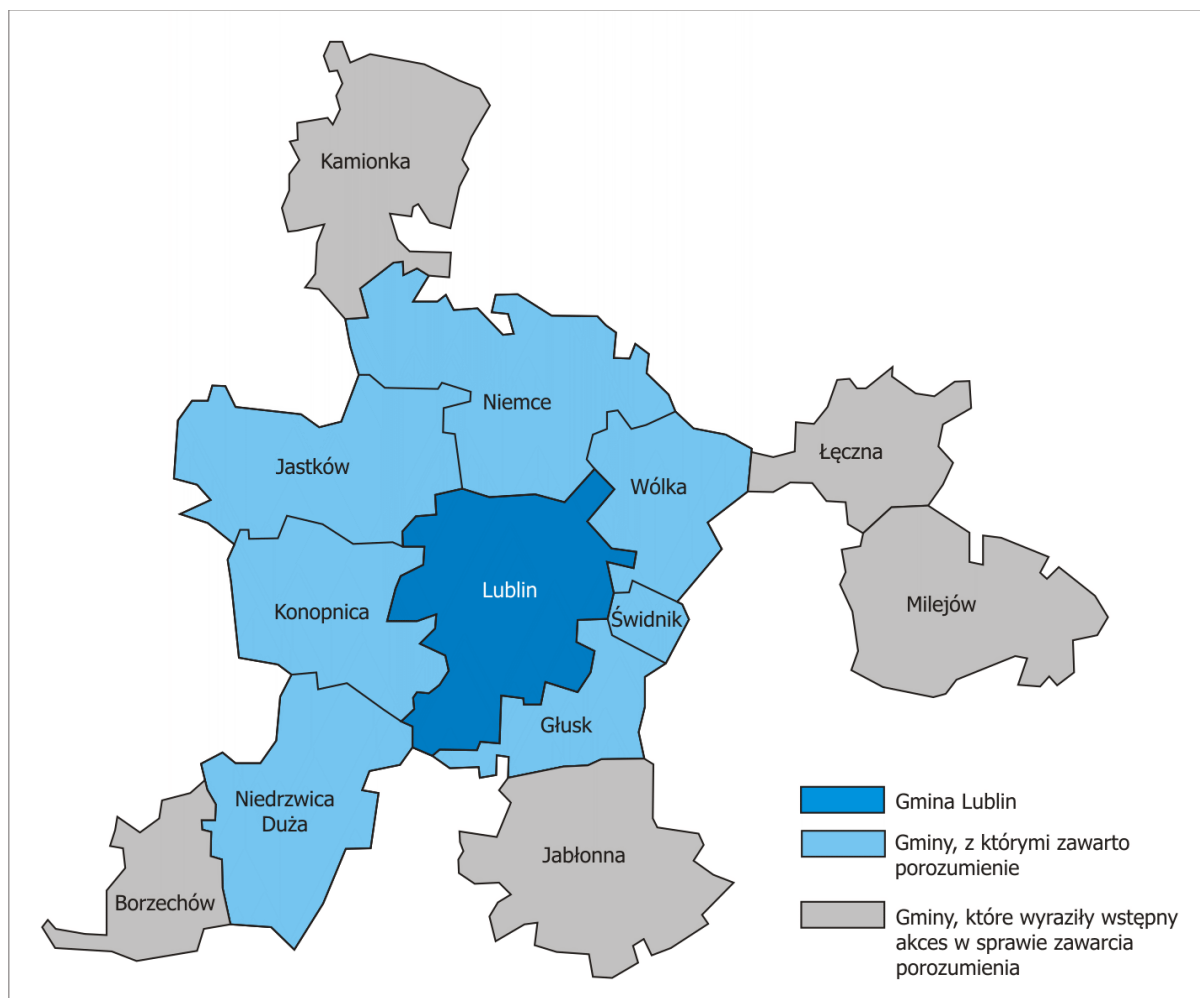 Kamionka
Niemce
Jastków
Łęczna
Wólka
Lublin
Konopnica
Świdnik
Milejów
Głusk
Niedrzwica
Duża
Jabłonna
Borzechów
Gmina Lublin
Gminy, z którymi zawarto
porozumienie
Gminy, które wyraziły wstępny
akces w sprawie zawarcia
porozumienia